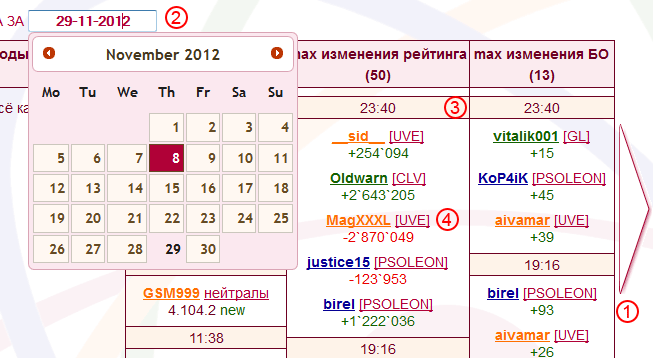 А ЗА 29-11-2012 2
November 2012
Mo Tu We Th Fr Sa Su
1 2 3 4
5 6 7 8 9 10 11
12 13 14 15 16 17 18
19 20 21 22 23 24 25
26 27 28 29 30
оды
сё ка
GSM999 нейтралы
4.104.2 new
11:38
max изменения рейтинга
(50)
23:40 3
__sid__ [UVE]
+254`094
Oldwarn [CLV]
+2`643`205
MagXXXL [UVE] 4
-2`870`049
justice15 [PSOLEON]
-123`953
birel [PSOLEON]
+1`222`036
19:16
max изменения БО
(13)
23:40
vitalik001 [GL]
+15
KoP4iK [PSOLEON]
+45
aivamar [UVE]
+39
19:16
birel [PSOLEON]
+93
aivamar [UVE]
+26
1